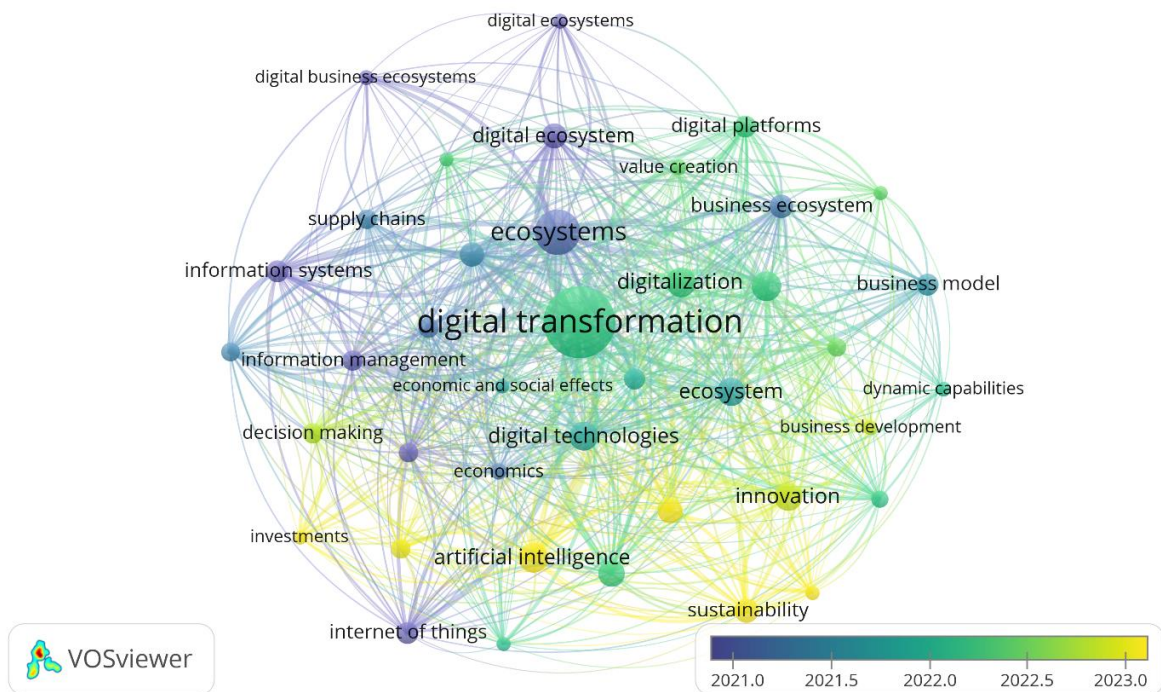 digital ecosystems
digital business ecosystems
digital platforms
digital ecosystem
value creation
business ecosystem
supply chains
ecosystems
information systems
digitalization
business model
digital transformation
information management
economic and social effects
ecosystem
dynamic capabilities
business development
decision making
digital technologies
economics
innovation
investments
artificial intelligence
sustainability
internet of things
VOSviewer
2021.0 2021.5 2022.0 2022.5 2023.0